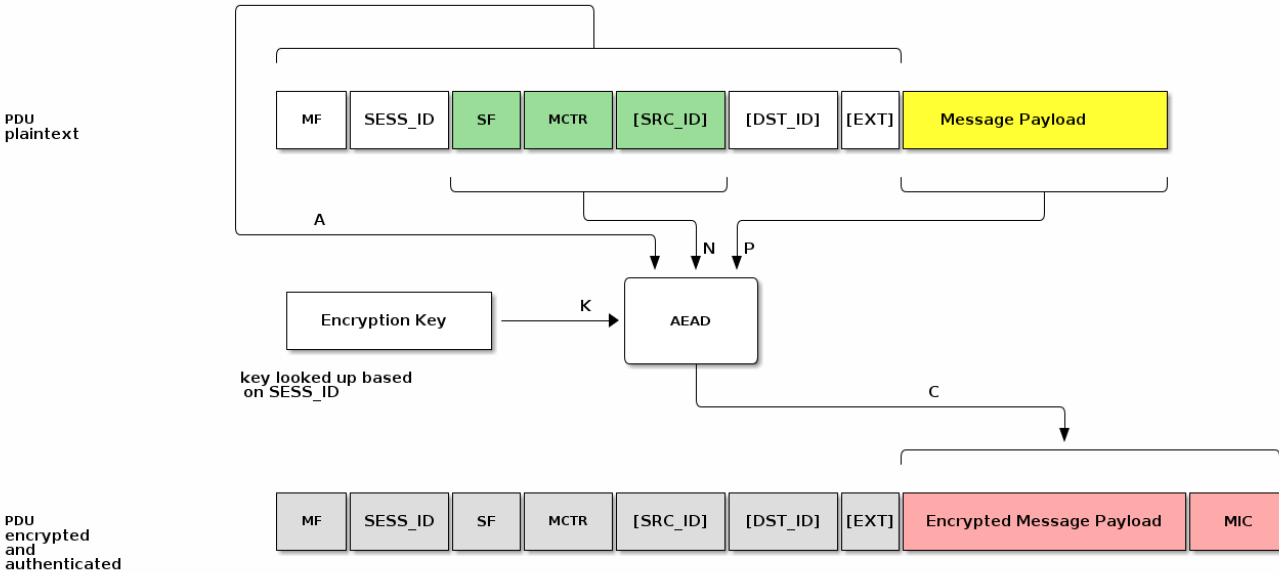 PDU
plaintext
MF SESS_ID SF MCTR [SRC_ID] [DST_ID] [EXT] Message Payload
A
N P
Encryption Key
K
AEAD
key looked up based
on SESS_ID
C
PDU
encrypted
and
authenticated
MF SESS_ID SF MCTR [SRC_ID] [DST_ID] [EXT] Encrypted Message Payload MIC